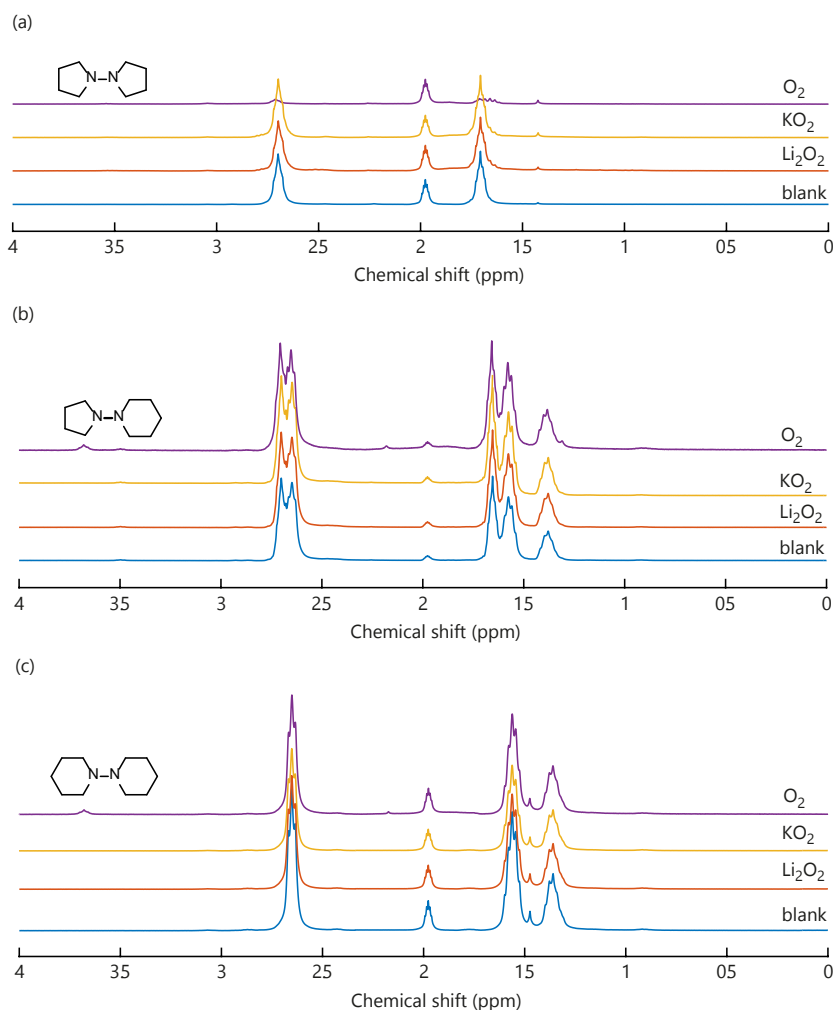 (a)
N N
O2
KO2
Li2O2
blank
4 35 3 25 2 15 1 05 0
Chemical shift (ppm)
(b)
N N
O2
KO2
Li2O2
blank
4 35 3 25 2 15 1 05 0
Chemical shift (ppm)
(c)
N N
O2
KO2
Li2O2
blank
4 35 3 25 2 15 1 05 0
Chemical shift (ppm)